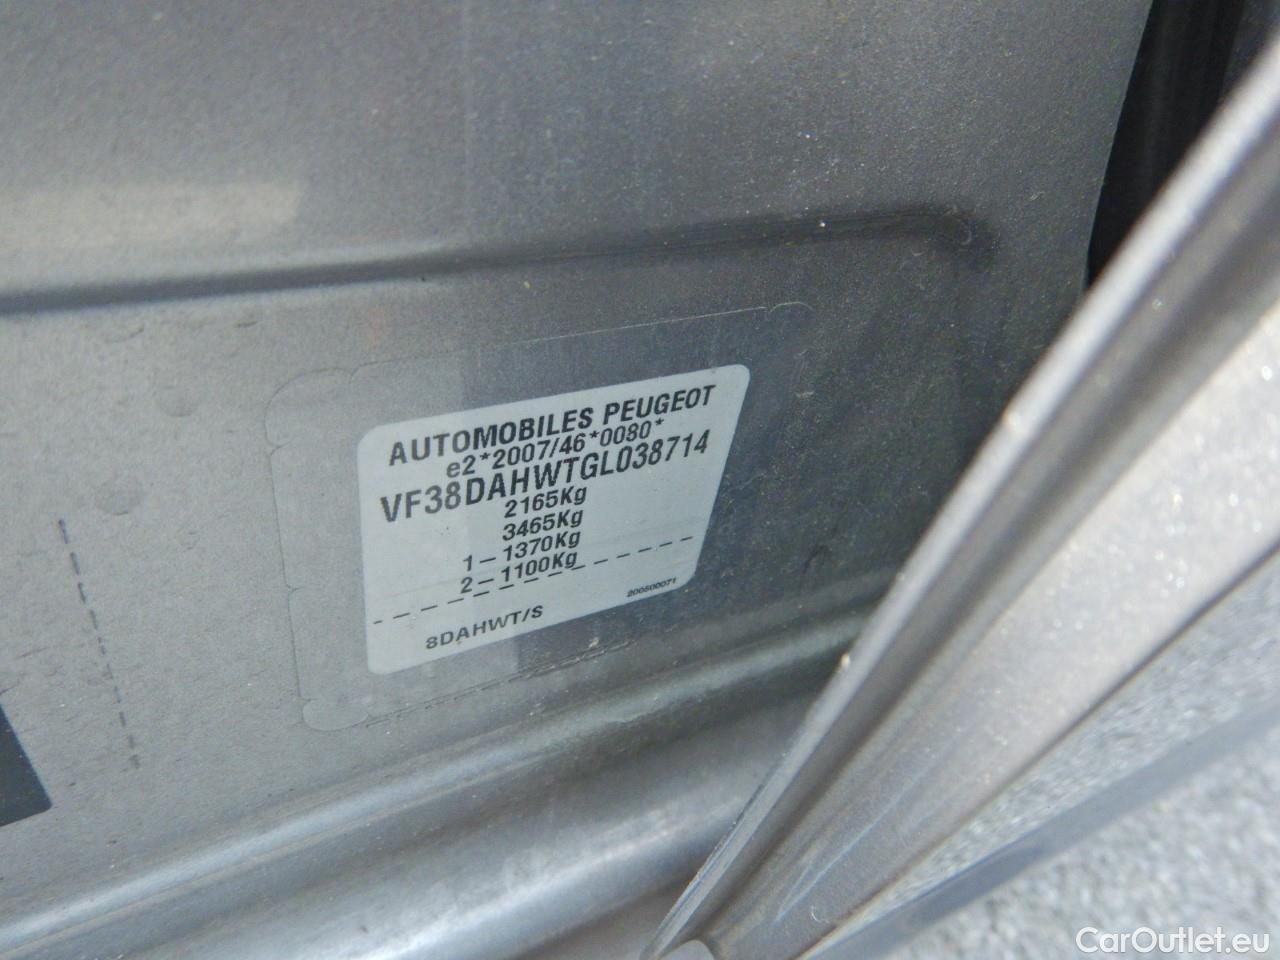 AUTOMOBILES PEUGEOT
e2*2007/46*0080*
VF38DAHWTGL038714
2165Kg
3465Kg
1-1370Kg
2-1100Kg
8DAHWT/S
200500071
CarOutlet.eu